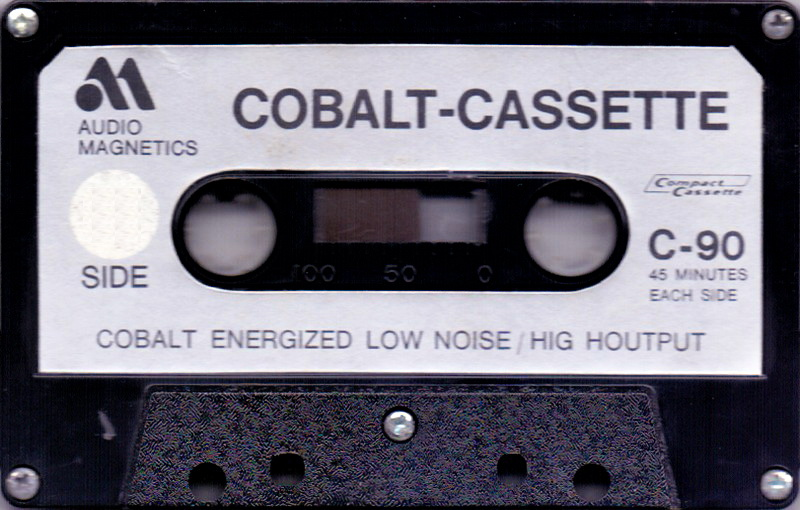 AUDIO
MAGNETICS
COBALT-CASSETTE
Compact
Cassette
SIDE
100 50 0
C-90
45 MINUTES
EACH SIDE
COBALT ENERGIZED LOW NOISE/HIG HOUTPUT